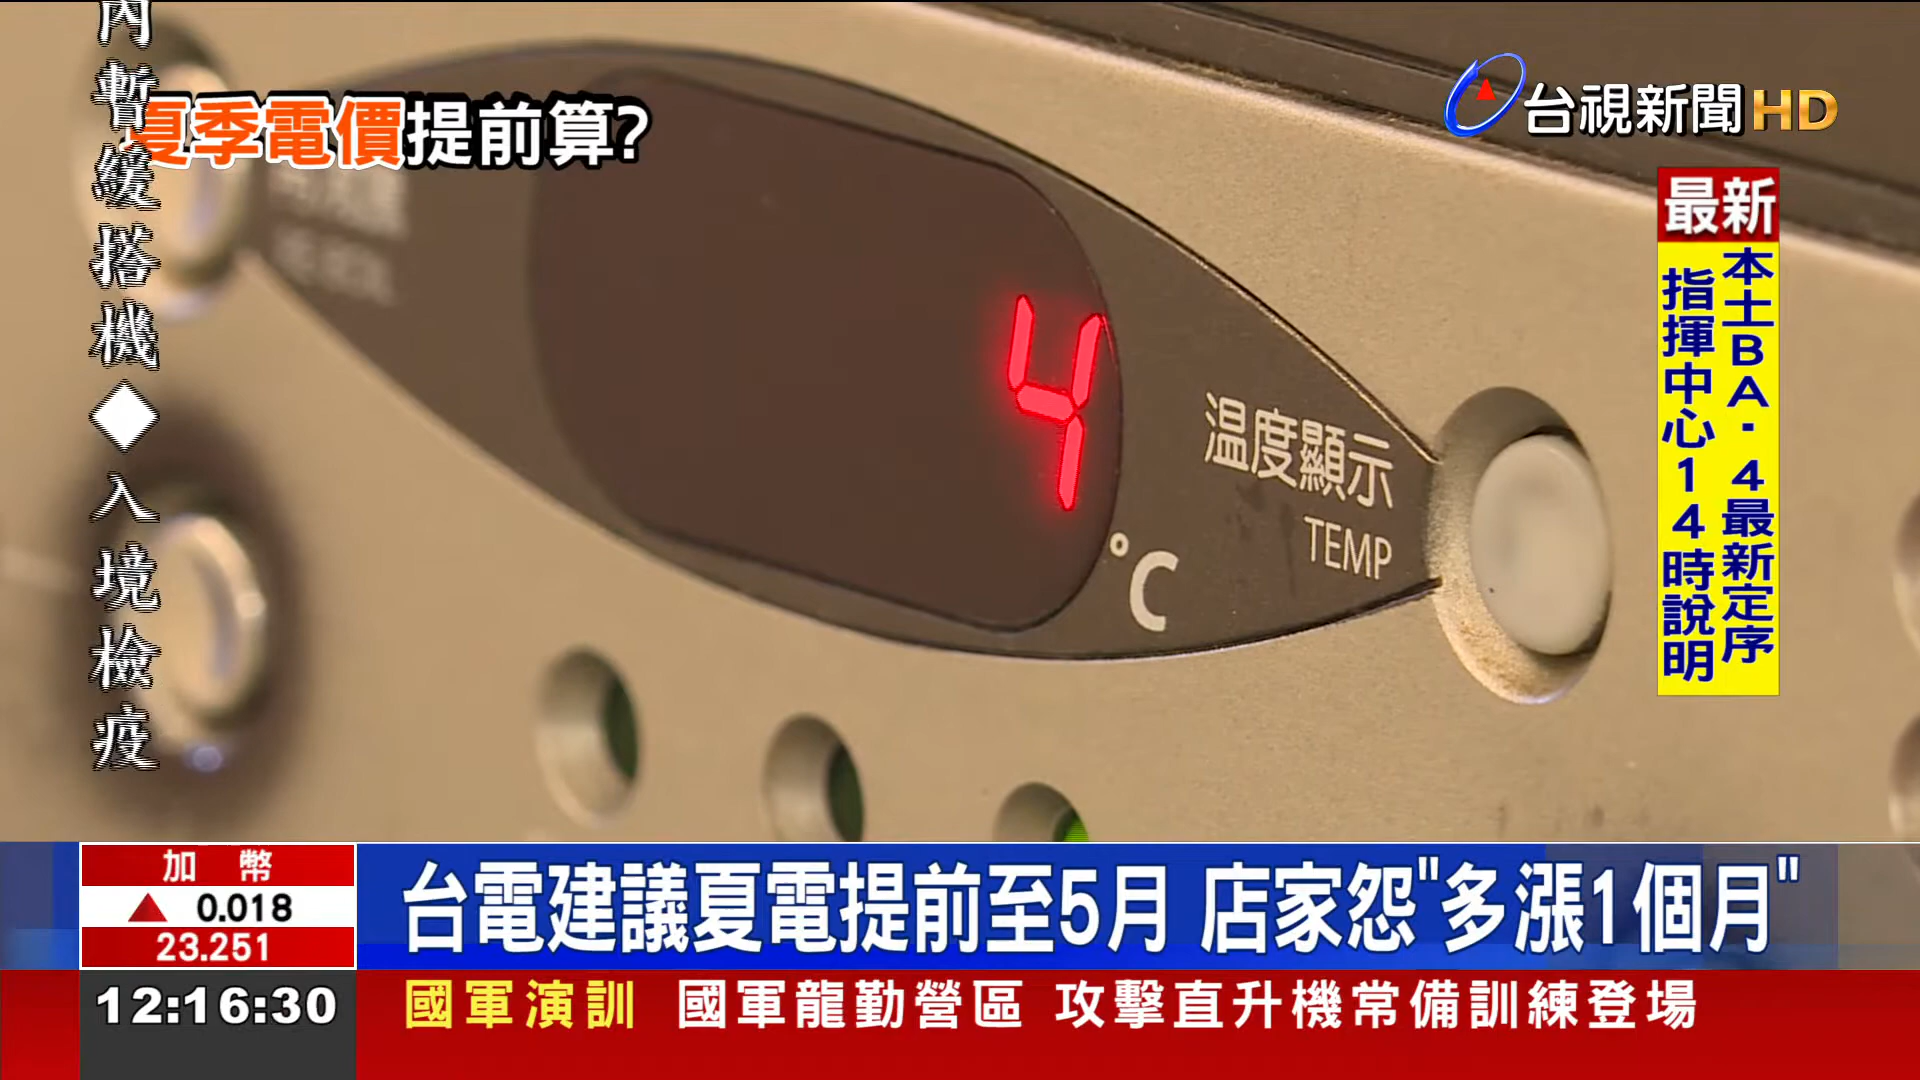 內暫緩搭機◆入境檢疫
夏季電價提前算?
台視新聞HD
最新
本土BA.4最新定序
指揮中心14時說明
4
°C
溫度顯示
TEMP
加 幣
▲ 0.018
23.251
台電建議夏電提前至5月 店家怨"多漲1個月"
12:16:30
國軍演訓 國軍龍勤營區 攻擊直升機常備訓練登場